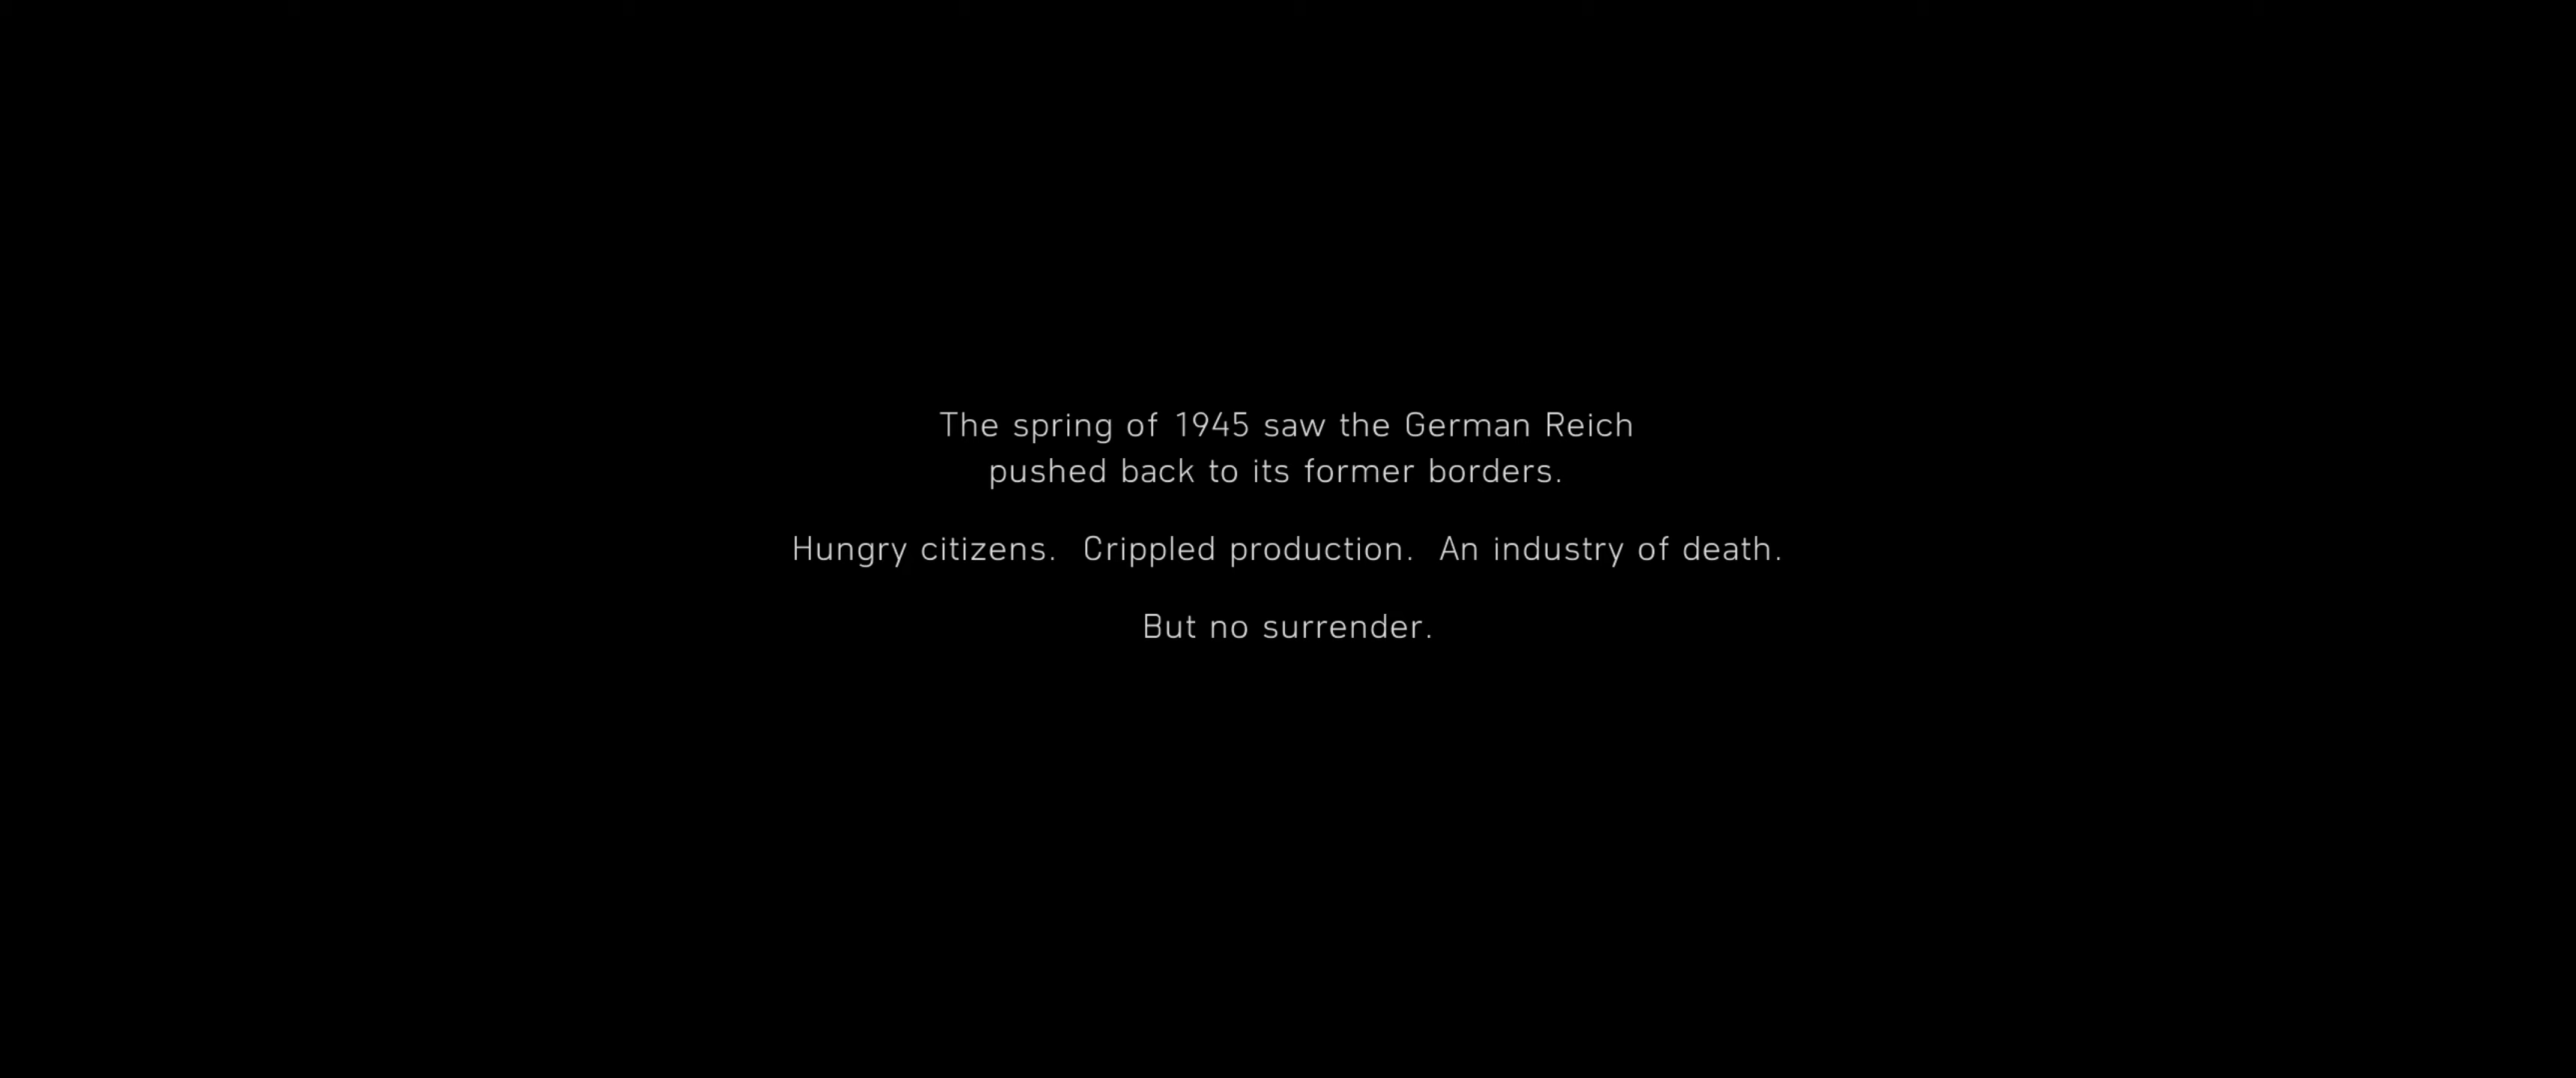 The spring of 1945 saw the German Reich
pushed back to its former borders.
Hungry citizens.  Crippled production.  An industry of death.
But no surrender.